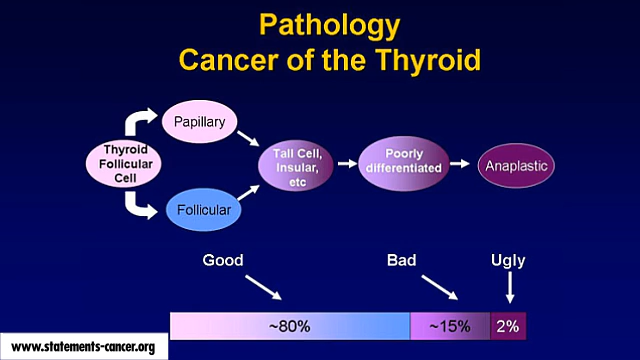 Pathology
Cancer of the Thyroid
Papillary
Thyroid
Follicular
Cell
Tall Cell,
Insular,
etc
Poorly
differentiated
Anaplastic
Follicular
Good
Bad
Ugly
~80%
~15%
2%
www.statements-cancer.org